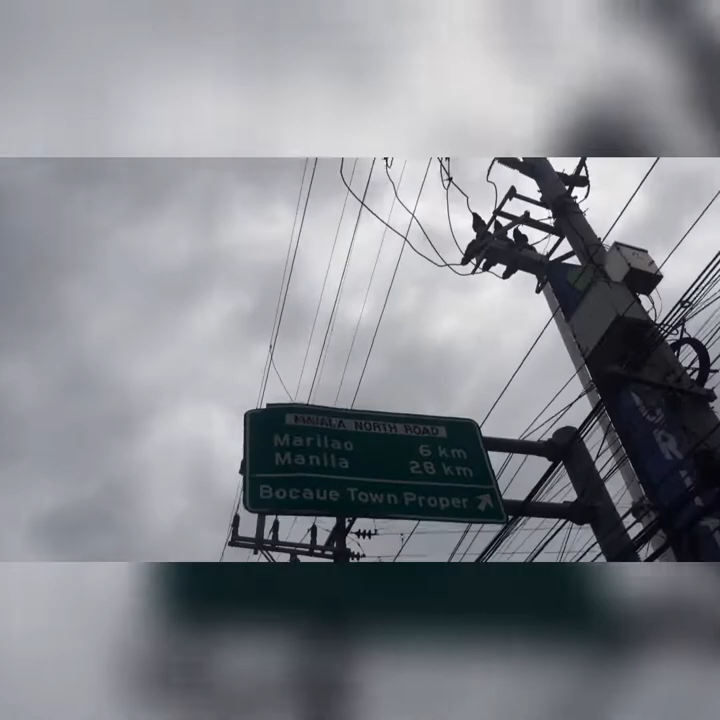 MANILA NORTH ROAD
Marilao 6 km
Manila 28 km
Bocaue Town Proper